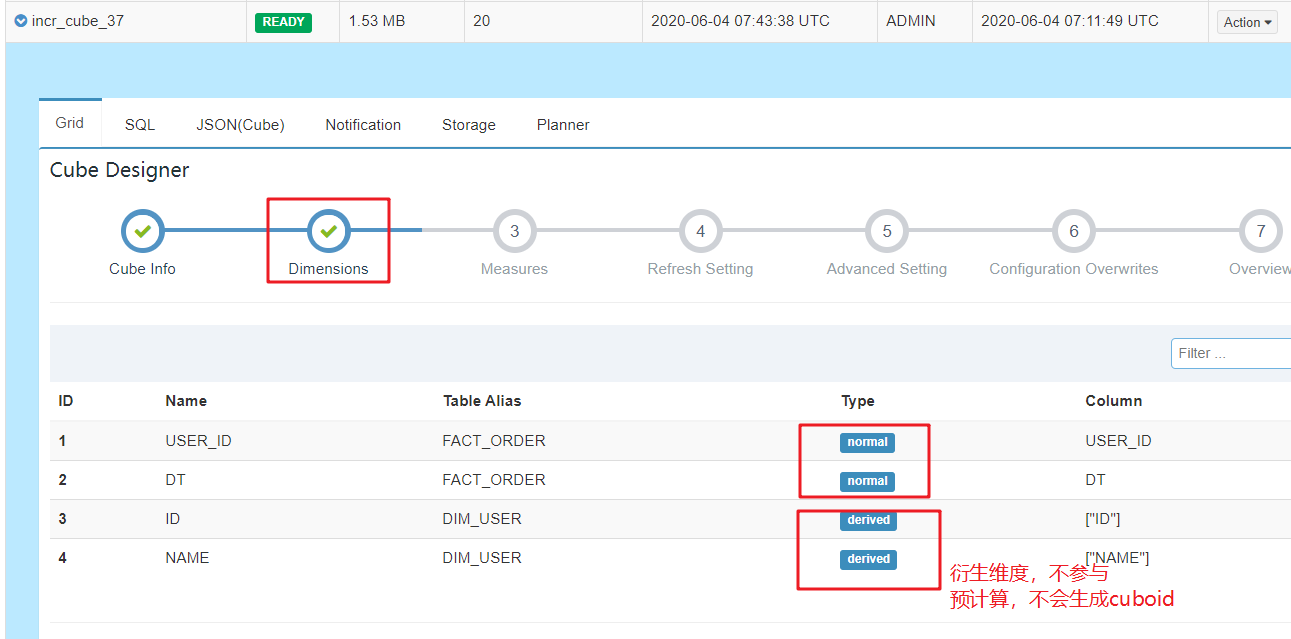 incr_cube_37 READY 1.53 MB 20 2020-06-04 07:43:38 UTC ADMIN 2020-06-04 07:11:49 UTC Action
Grid SQL JSON(Cube) Notification Storage Planner
Cube Designer
3 4 5 6 7
Cube Info Dimensions Measures Refresh Setting Advanced Setting Configuration Overwrites Overview
Filter ...
ID Name Table Alias Type Column
1 USER_ID FACT_ORDER normal USER_ID
2 DT FACT_ORDER normal DT
3 ID DIM_USER derived ["ID"]
4 NAME DIM_USER derived ["NAME"]
衍生维度，不参与
预计算，不会生成cuboid